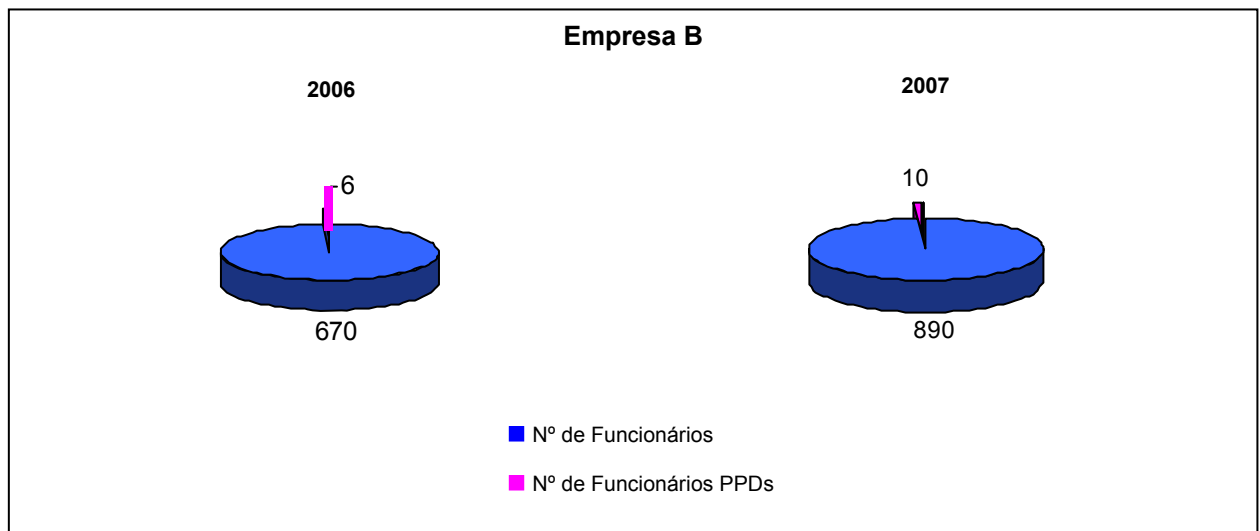 Empresa B
2006
2007
6
10
670
890
Nº de Funcionários
Nº de Funcionários PPDs